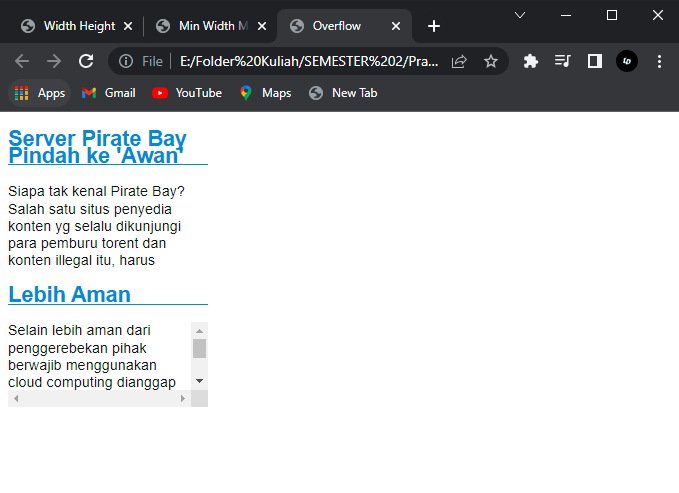 Width Height
Min Width M
Overflow
File
E:/Folder%20Kuliah/SEMESTER%202/Pra...
Apps
Gmail
YouTube
Maps
New Tab
Server Pirate Bay
Pindah ke 'Awan'
Siapa tak kenal Pirate Bay?
Salah satu situs penyedia
konten yg selalu dikunjungi
para pemburu torent dan
konten illegal itu, harus
Lebih Aman
Selain lebih aman dari
penggerebekan pihak
berwajib menggunakan
cloud computing dianggap